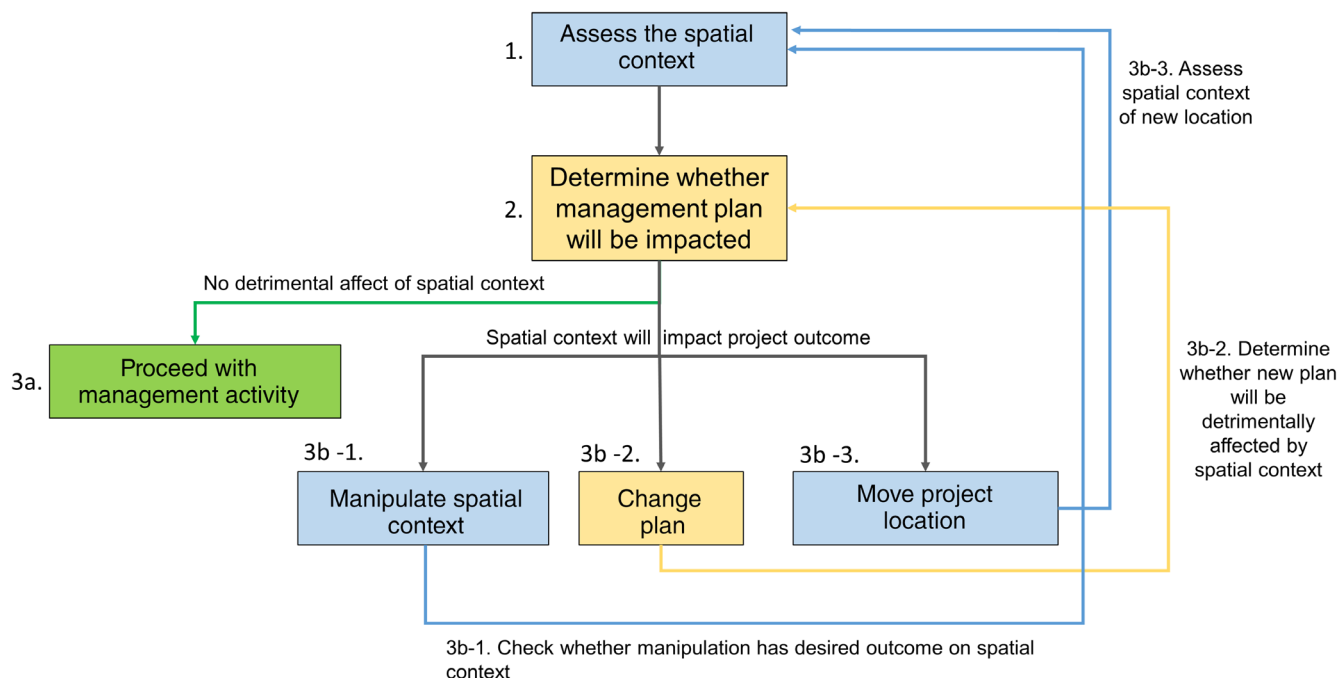 1.
Assess the spatial
context
3b-3. Assess
spatial context
of new location
2.
Determine whether
management plan
will be impacted
No detrimental affect of spatial context
Spatial context will impact project outcome
3a.
Proceed with
management activity
3b-2. Determine
whether new plan
will be
detrimentally
affected by
spatial context
3b -1.
Manipulate spatial
context
3b -2.
Change
plan
3b -3.
Move project
location
3b-1. Check whether manipulation has desired outcome on spatial
context